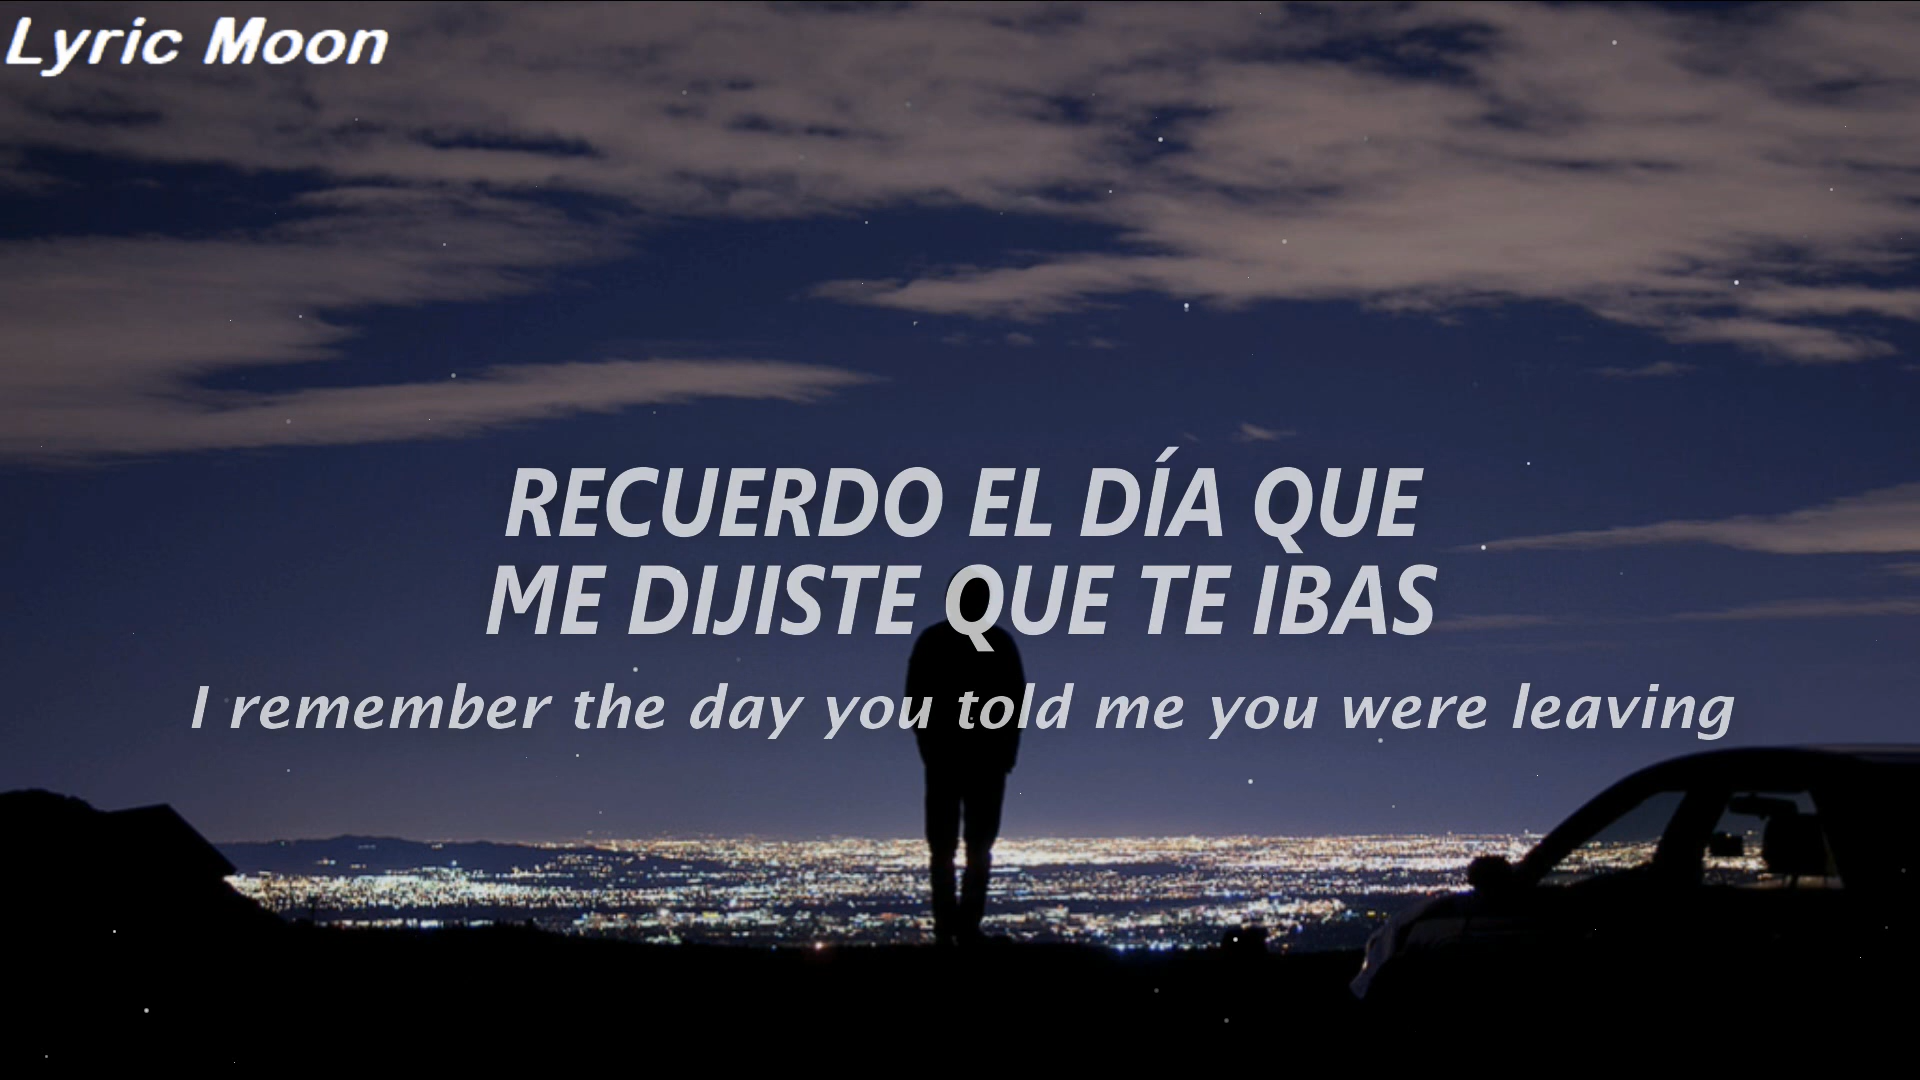 Lyric Moon
RECUERDO EL DÍA QUE
ME DIJISTE QUE TE IBAS
I remember the day you told me you were leaving